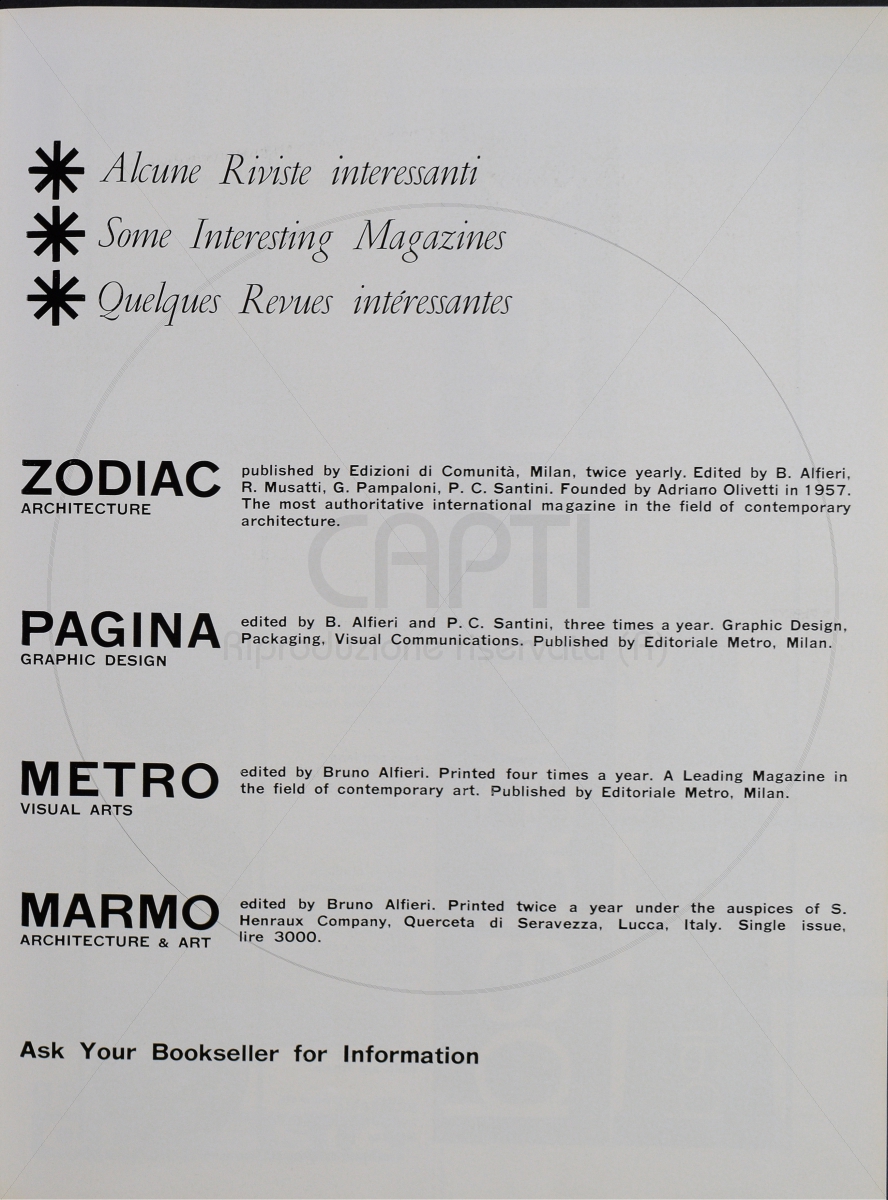 Alcune Riviste interessanti
Some Interesting Magazines
Quelques Revues intéressantes
ZODIAC
ARCHITECTURE
published by Edizioni di Comunità, Milan, twice yearly. Edited by B. Alfieri,
R. Musatti, G. Pampaloni, P. C. Santini. Founded by Adriano Olivetti in 1957.
The most authoritative international magazine in the field of contemporary
architecture.
CAPTI
PAGINA
GRAPHIC DESIGN
edited by B. Alfieri and P. C. Santini, three times a year. Graphic Design,
Packaging, Visual Communications. Published by Editoriale Metro, Milan.
Riproduzione riservata (R)
METRO
VISUAL ARTS
edited by Bruno Alfieri. Printed four times a year. A Leading Magazine in
the field of contemporary art. Published by Editoriale Metro, Milan.
MARMO
ARCHITECTURE & ART
edited by Bruno Alfieri. Printed twice a year under the auspices of S.
Henraux Company, Querceta di Seravezza, Lucca, Italy. Single issue,
lire 3000.
Ask Your Bookseller for Information